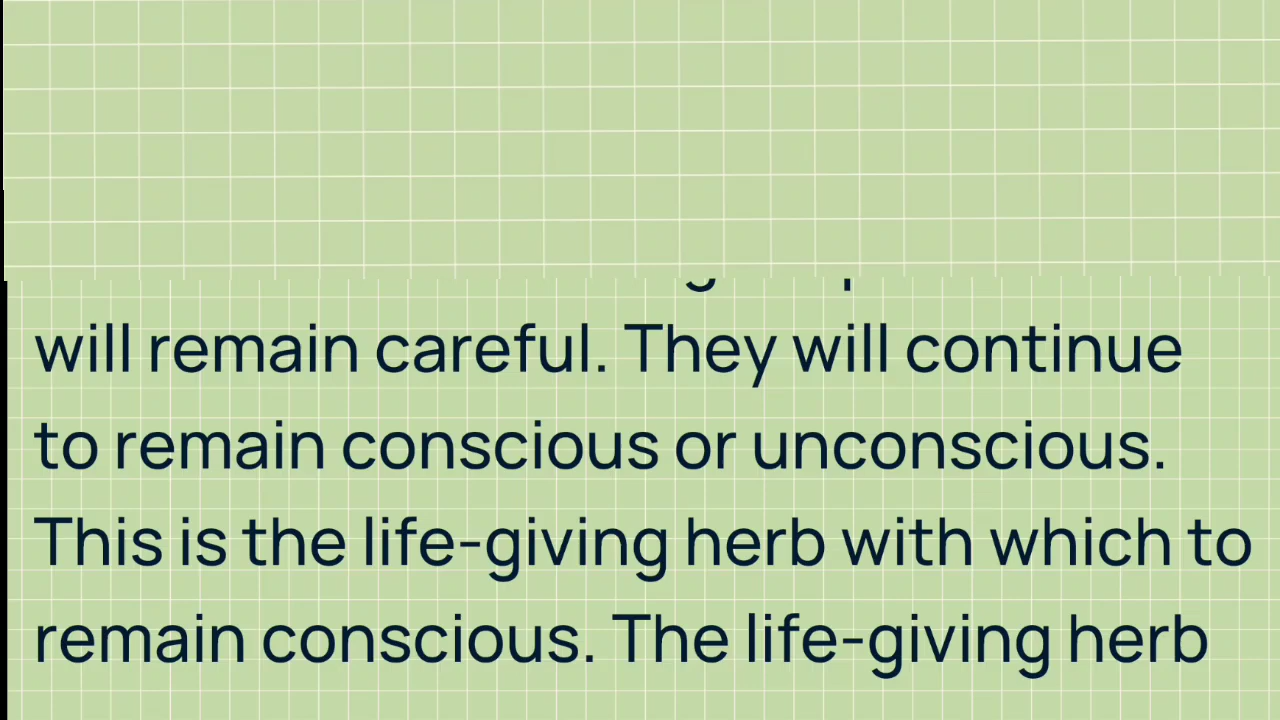 will remain careful. They will continue
to remain conscious or unconscious.
This is the life-giving herb with which to
remain conscious. The life-giving herb